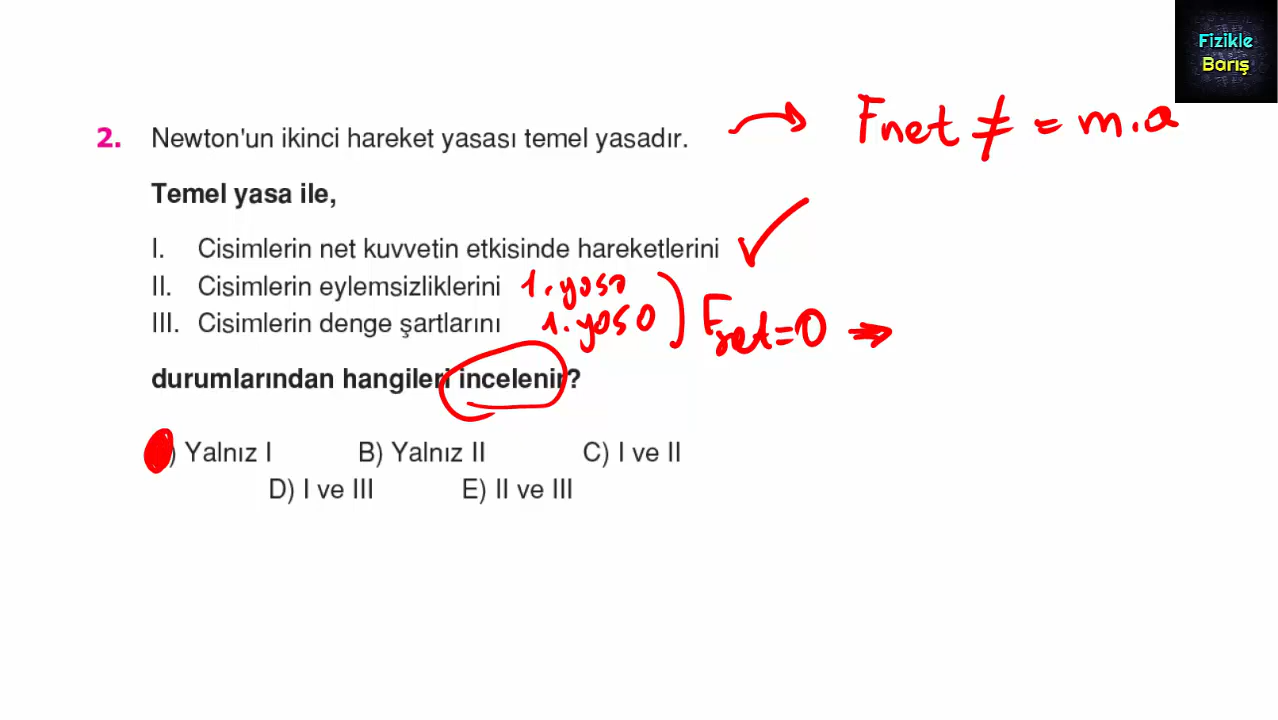 Fizikle
Barış
2. Newton'un ikinci hareket yasası temel yasadır. Fnet ≠ = m.a
Temel yasa ile,
I. Cisimlerin net kuvvetin etkisinde hareketlerini
II. Cisimlerin eylemsizliklerini 1.yasa
III. Cisimlerin denge şartlarını 1.yasa Fnet=0 ⇒
durumlarından hangileri incelenir?
) Yalnız I B) Yalnız II C) I ve II
D) I ve III E) II ve III